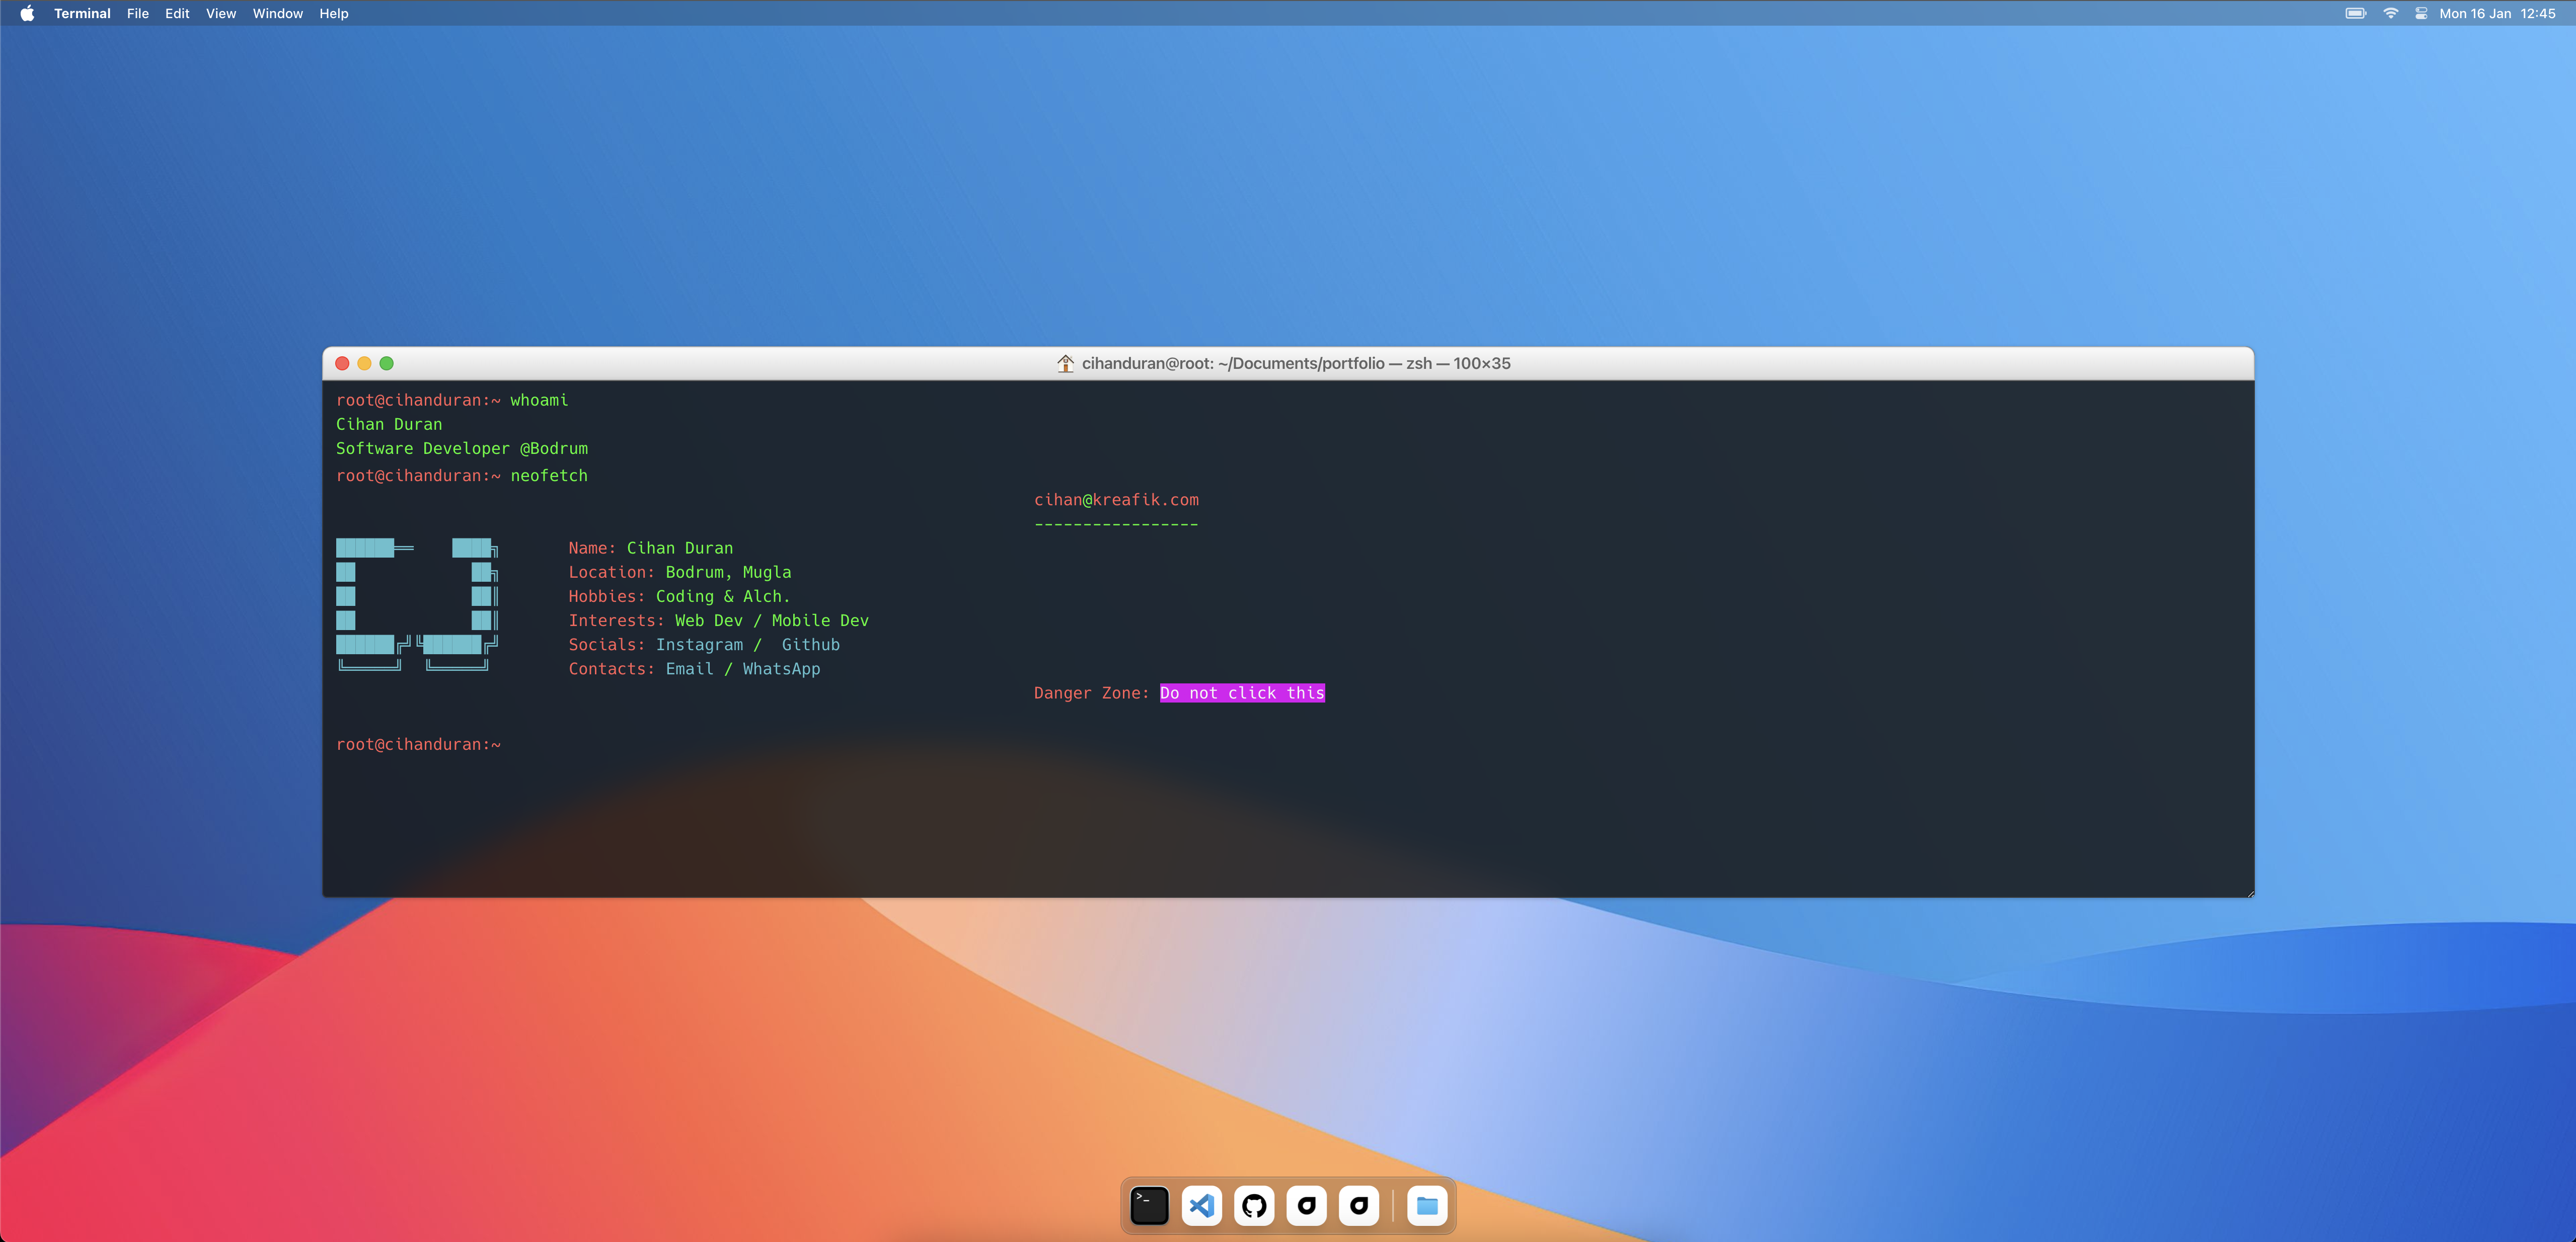 Terminal File Edit View Window Help Mon 16 Jan 12:45
cihanduran@root: ~/Documents/portfolio — zsh — 100×35
root@cihanduran:~ whoami
Cihan Duran
Software Developer @Bodrum
root@cihanduran:~ neofetch
cihan@kreafik.com
-----------------
Name: Cihan Duran
Location: Bodrum, Mugla
Hobbies: Coding & Alch.
Interests: Web Dev / Mobile Dev
Socials: Instagram / Github
Contacts: Email / WhatsApp
Danger Zone: Do not click this
root@cihanduran:~
>_